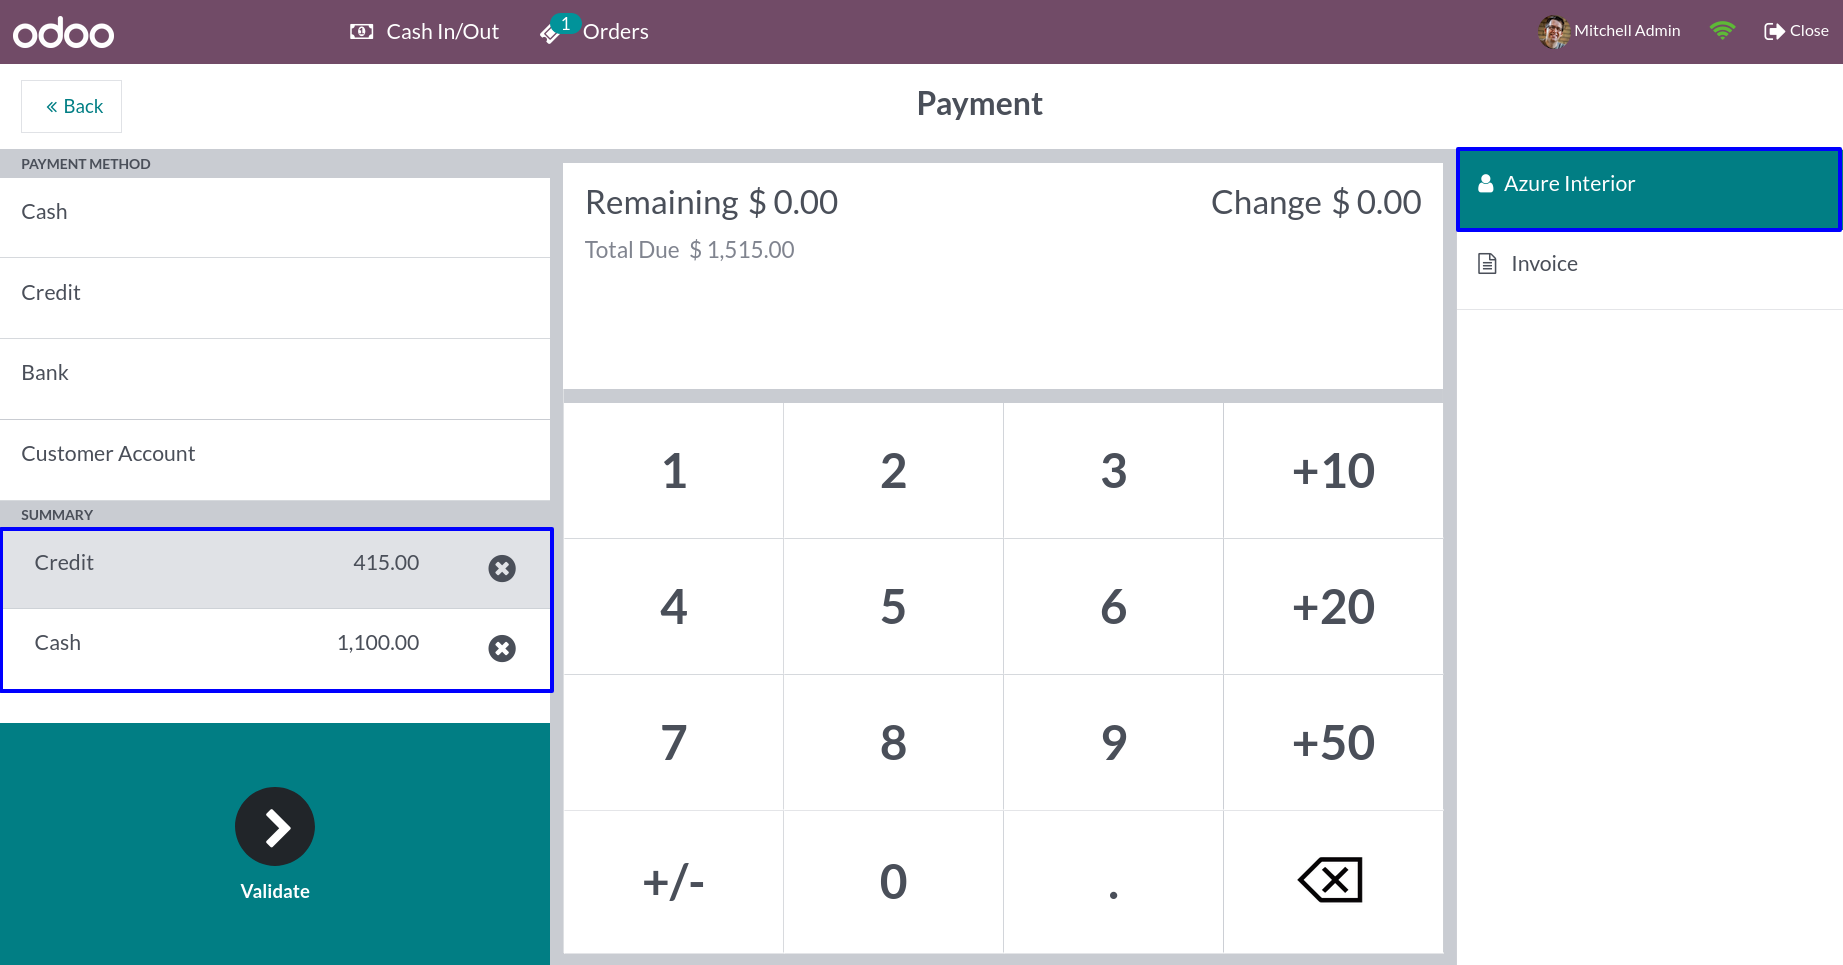 odoo
Cash In/Out
1
Orders
Mitchell Admin
Close
« Back
Payment
PAYMENT METHOD
Cash
Credit
Bank
Customer Account
SUMMARY
Credit 415.00
Cash 1,100.00
Validate
Remaining $ 0.00
Change $ 0.00
Total Due $ 1,515.00
1 2 3 +10
4 5 6 +20
7 8 9 +50
+/- 0 .
Azure Interior
Invoice